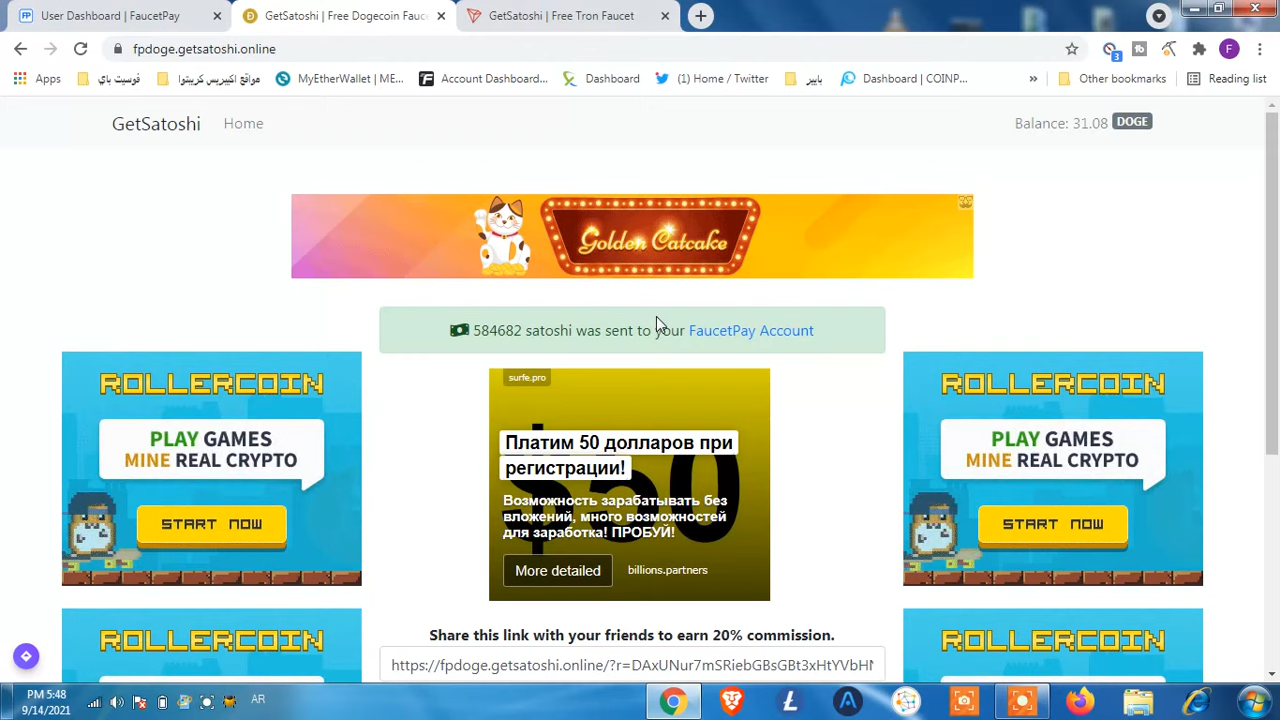 User Dashboard | FaucetPay
GetSatoshi | Free Dogecoin Fauc
GetSatoshi | Free Tron Faucet
fpdoge.getsatoshi.online
3
F
Apps
فوسيت باي
مواقع اكبيرس كريبتوا
MyEtherWallet | ME...
Account Dashboard...
Dashboard
(1) Home / Twitter
بايير
Dashboard | COINP...
»
Other bookmarks
Reading list
GetSatoshi
Home
Balance: 31.08 DOGE
Golden Catcake
584682 satoshi was sent to your FaucetPay Account
ROLLERCOIN
PLAY GAMES
MINE REAL CRYPTO
START NOW
surfe.pro
$50
Платим 50 долларов при
регистрации!
Возможность зарабатывать без
вложений, много возможностей
для заработка! ПРОБУЙ!
More detailed
billions.partners
ROLLERCOIN
PLAY GAMES
MINE REAL CRYPTO
START NOW
ROLLERCOIN
Share this link with your friends to earn 20% commission.
ROLLERCOIN
https://fpdoge.getsatoshi.online/?r=DAxUNur7mSRiebGBsGBt3xHtYVbHN
PM 5:48
9/14/2021
AR